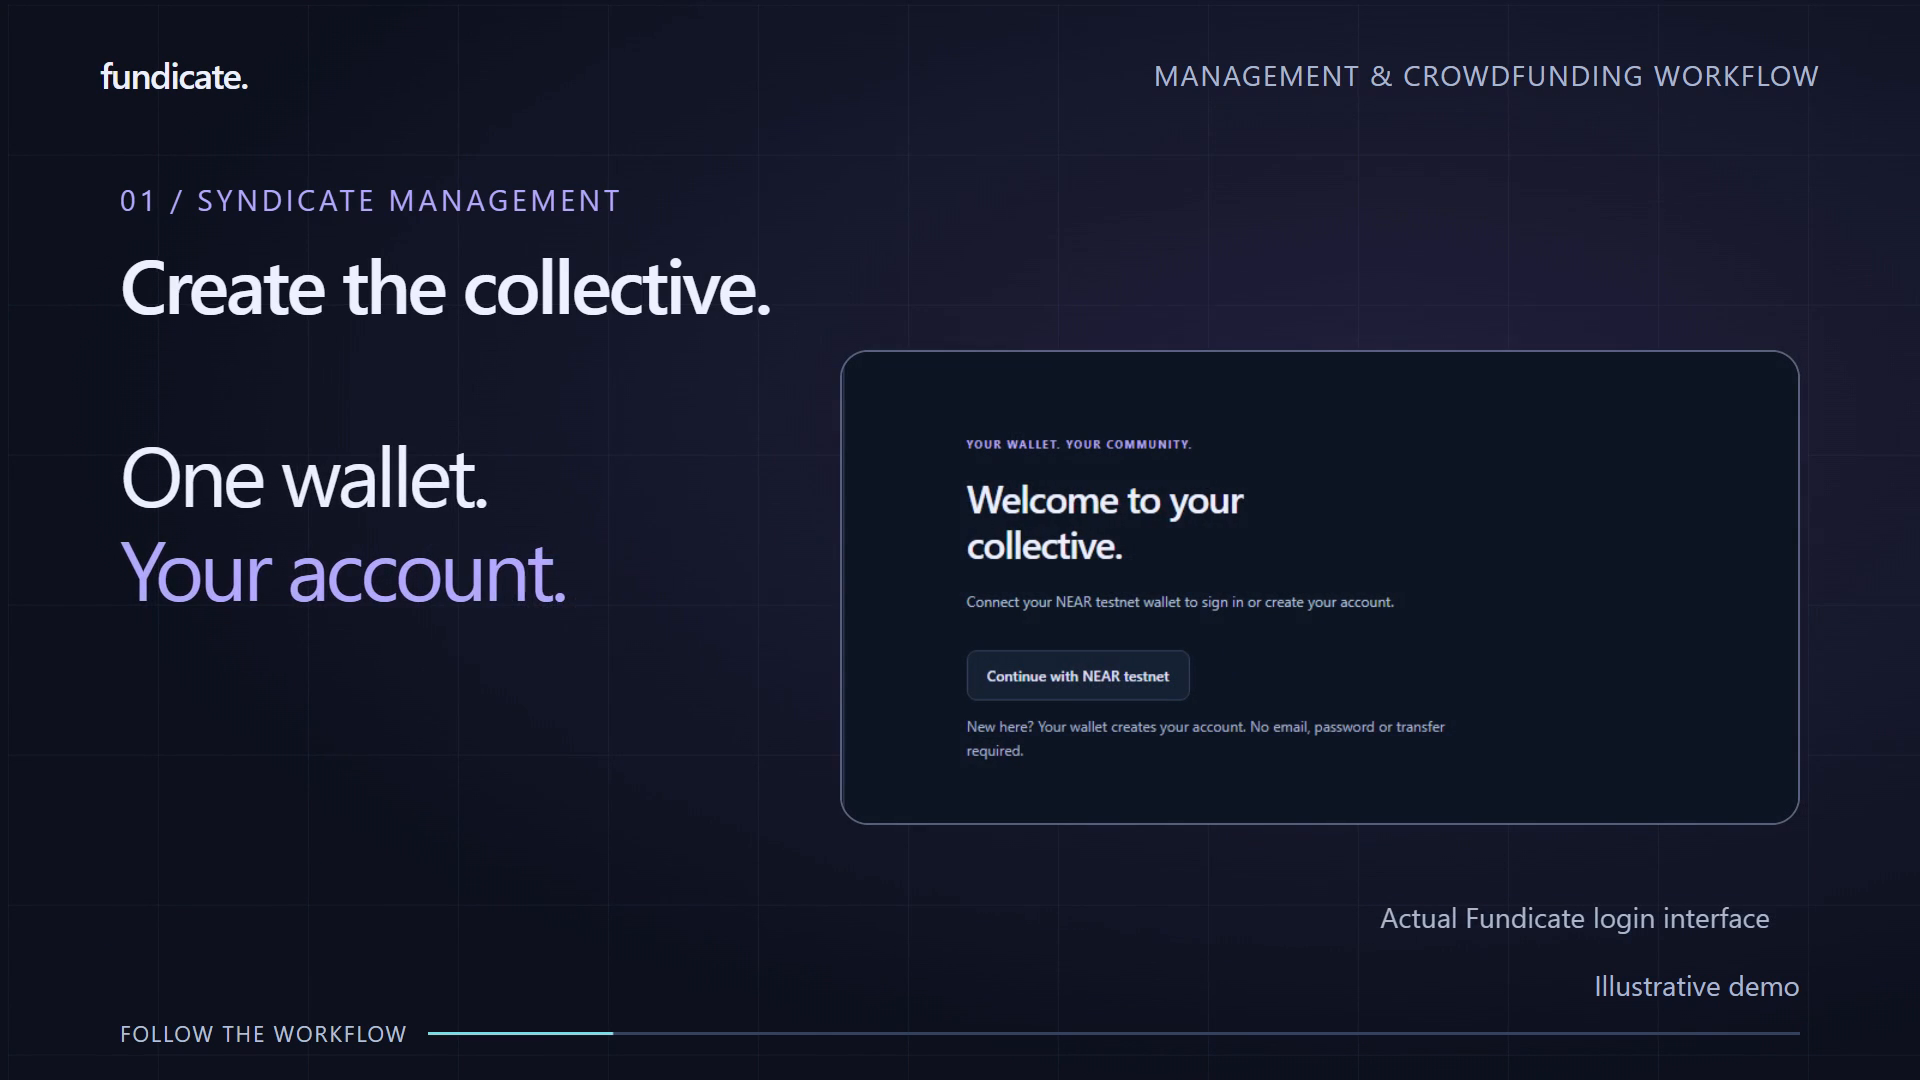 fundicate.
MANAGEMENT & CROWDFUNDING WORKFLOW
01 / SYNDICATE MANAGEMENT
Create the collective.
One wallet.
Your account.
YOUR WALLET. YOUR COMMUNITY.
Welcome to your
collective.
Connect your NEAR testnet wallet to sign in or create your account.
Continue with NEAR testnet
New here? Your wallet creates your account. No email, password or transfer
required.
Actual Fundicate login interface
Illustrative demo
FOLLOW THE WORKFLOW